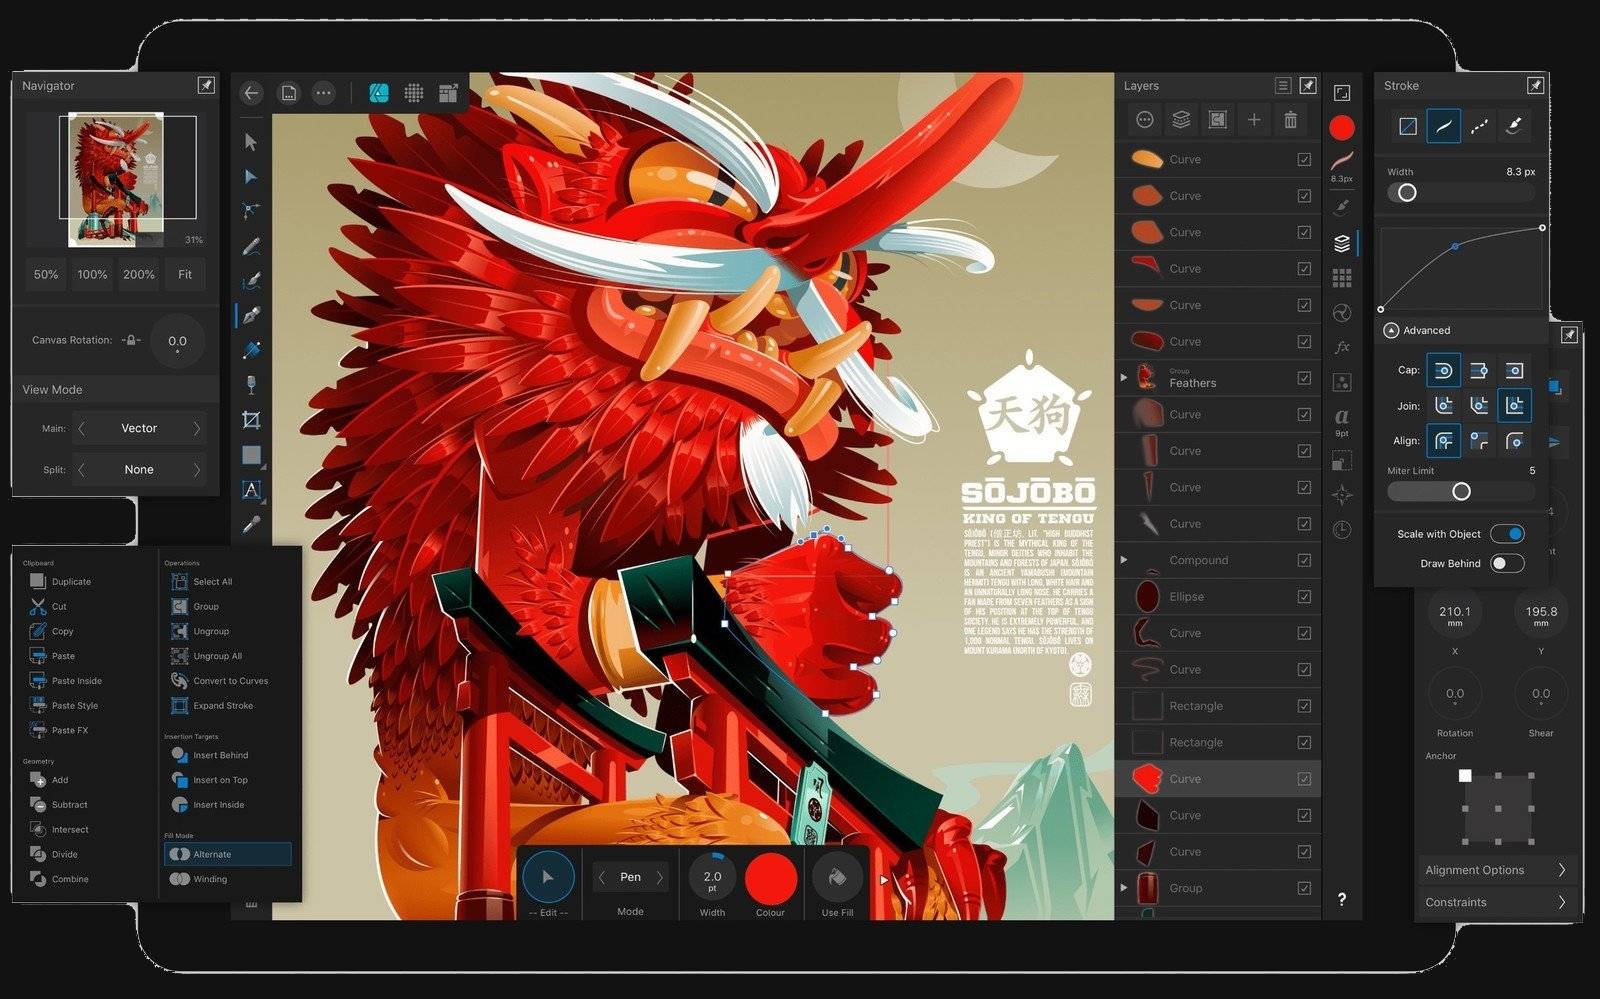 Navigator
31%
50%
100%
200%
Fit
Canvas Rotation:
0.0
View Mode
Main:
Vector
Split:
None
Clipboard
Duplicate
Cut
Copy
Paste
Paste Inside
Paste Style
Paste FX
Geometry
Add
Subtract
Intersect
Divide
Combine
Operations
Select All
Group
Ungroup
Ungroup All
Convert to Curves
Expand Stroke
Insertion Targets
Insert Behind
Insert on Top
Insert Inside
Fill Mode
Alternate
Winding
A
天狗
SŌJŌBŌ
KING OF TENGU
SŌJŌBŌ (僧正坊, LIT. "HIGH BUDDHIST
PRIEST") IS THE MYTHICAL KING OF THE
TENGU, MINOR DEITIES WHO INHABIT THE
MOUNTAINS AND FORESTS OF JAPAN. SŌJŌBŌ
IS AN ANCIENT YAMABUSHI (MOUNTAIN
HERMIT) TENGU WITH LONG, WHITE HAIR AND
AN UNNATURALLY LONG NOSE. HE CARRIES A
FAN MADE FROM SEVEN FEATHERS AS A SIGN
OF HIS POSITION AT THE TOP OF TENGU
SOCIETY. HE IS EXTREMELY POWERFUL, AND
ONE LEGEND SAYS HE HAS THE STRENGTH OF
1,000 NORMAL TENGU. SŌJŌBŌ LIVES ON
MOUNT KURAMA (NORTH OF KYOTO).
-- Edit --
Pen
Mode
2.0
pt
Width
Colour
Use Fill
Layers
Curve
Curve
Curve
Curve
Curve
Curve
Group
Feathers
Curve
Curve
Curve
Curve
Compound
Ellipse
Curve
Curve
Rectangle
Rectangle
Curve
Curve
Curve
Group
8.3px
fx
a
9pt
?
Stroke
Width
8.3 px
Advanced
Cap:
Join:
Align:
Miter Limit
5
Scale with Object
Draw Behind
210.1
mm
X
195.8
mm
Y
0.0
Rotation
0.0
Shear
Anchor
Alignment Options
Constraints